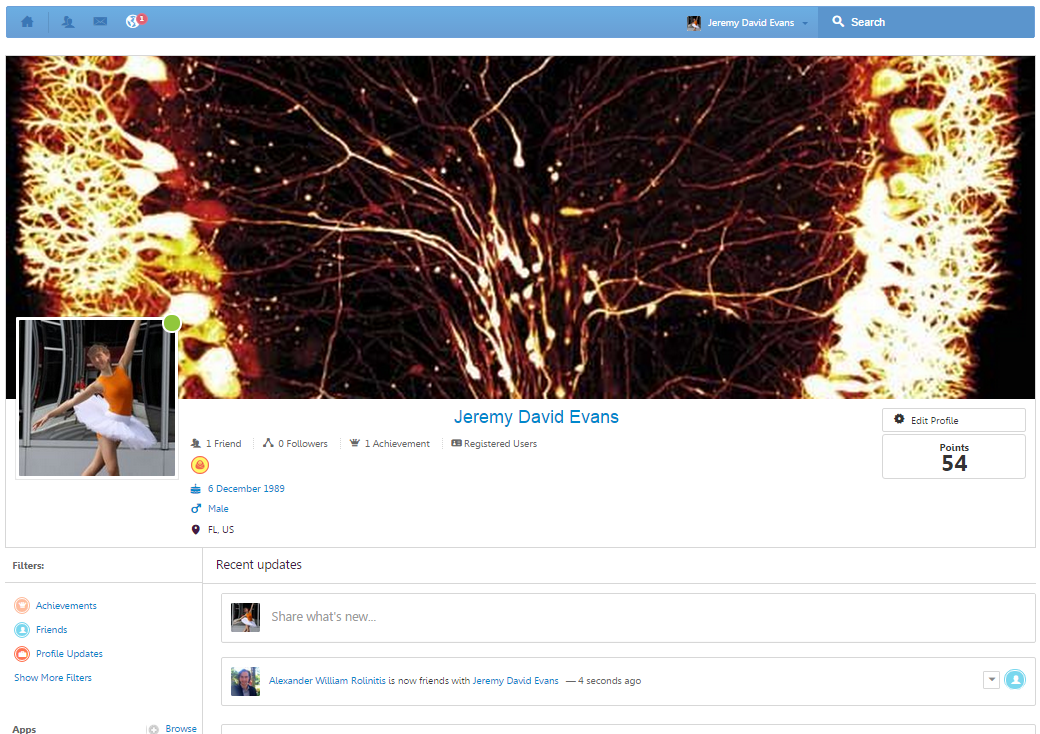 1
Jeremy David Evans
Search
Jeremy David Evans
Edit Profile
1 Friend
0 Followers
1 Achievement
Registered Users
Points
54
6 December 1989
Male
FL, US
Filters:
Recent updates
Achievements
Friends
Profile Updates
Show More Filters
Share what's new...
Alexander William Rolinitis is now friends with Jeremy David Evans — 4 seconds ago
Apps
Browse